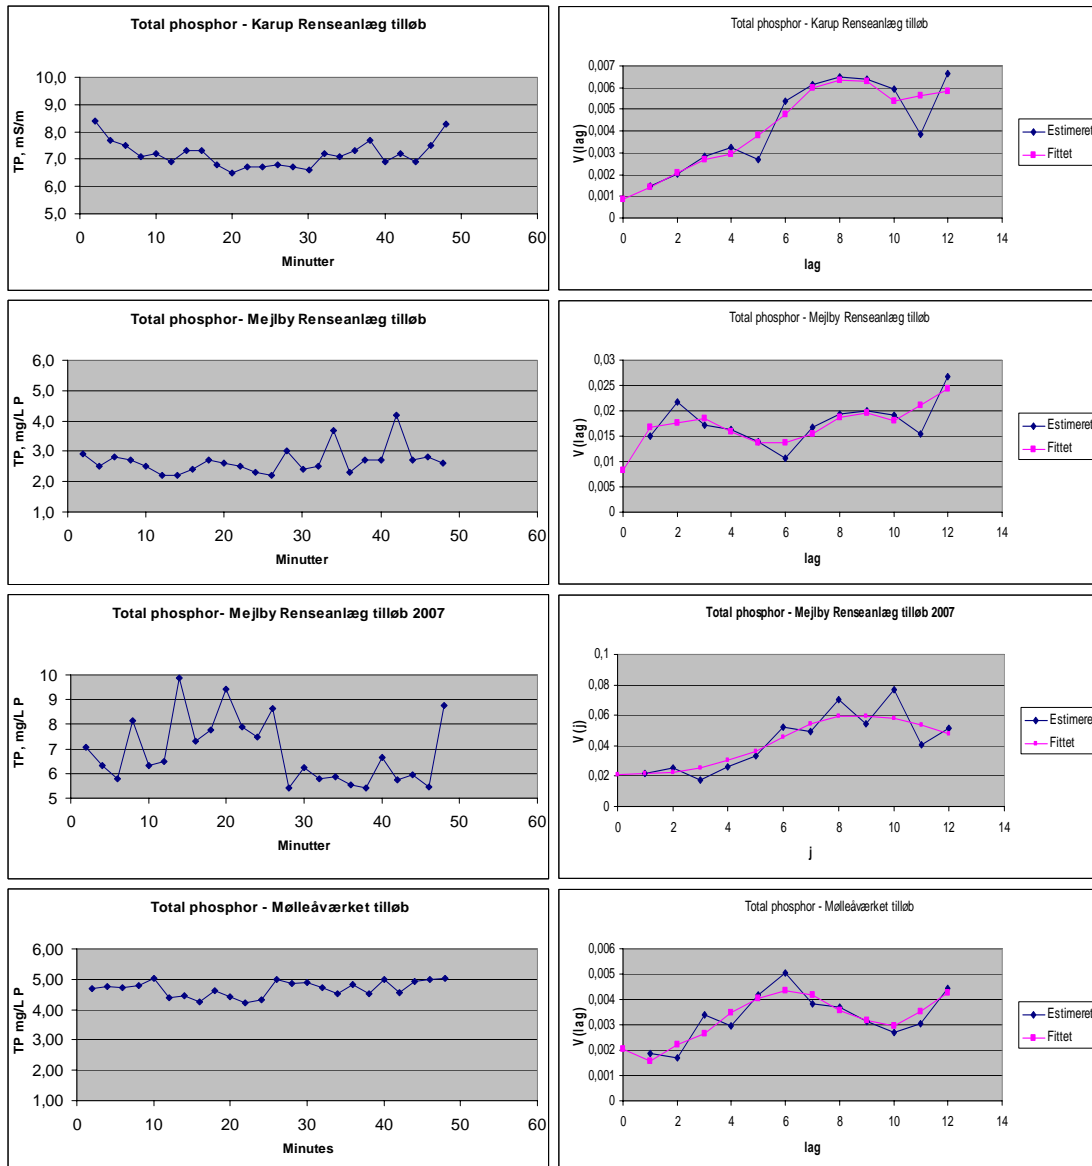 Total phosphor - Karup Renseanlæg tilløb
TP, mS/m
10,0
9,0
8,0
7,0
6,0
5,0
0 10 20 30 40 50 60
Minutter
Total phosphor - Karup Renseanlæg tilløb
V (lag)
0,007
0,006
0,005
0,004
0,003
0,002
0,001
0
0 2 4 6 8 10 12 14
lag
Estimeret
Fittet
Total phosphor- Mejlby Renseanlæg tilløb
TP, mg/L P
6,0
5,0
4,0
3,0
2,0
1,0
0 10 20 30 40 50 60
Minutter
Total phosphor - Mejlby Renseanlæg tilløb
V (lag)
0,03
0,025
0,02
0,015
0,01
0,005
0
0 2 4 6 8 10 12 14
lag
Estimeret
Fittet
Total phosphor- Mejlby Renseanlæg tilløb 2007
TP, mg/L P
10
9
8
7
6
5
0 10 20 30 40 50 60
Minutter
Total phosphor - Mejlby Renseanlæg tilløb 2007
V (j)
0,1
0,08
0,06
0,04
0,02
0
0 2 4 6 8 10 12 14
j
Estimeret
Fittet
Total phosphor - Mølleåværket tilløb
TP mg/L P
6,00
5,00
4,00
3,00
2,00
1,00
0 10 20 30 40 50 60
Minutes
Total phosphor - Mølleåværket tilløb
V (lag)
0,006
0,005
0,004
0,003
0,002
0,001
0
0 2 4 6 8 10 12 14
lag
Estimeret
Fittet